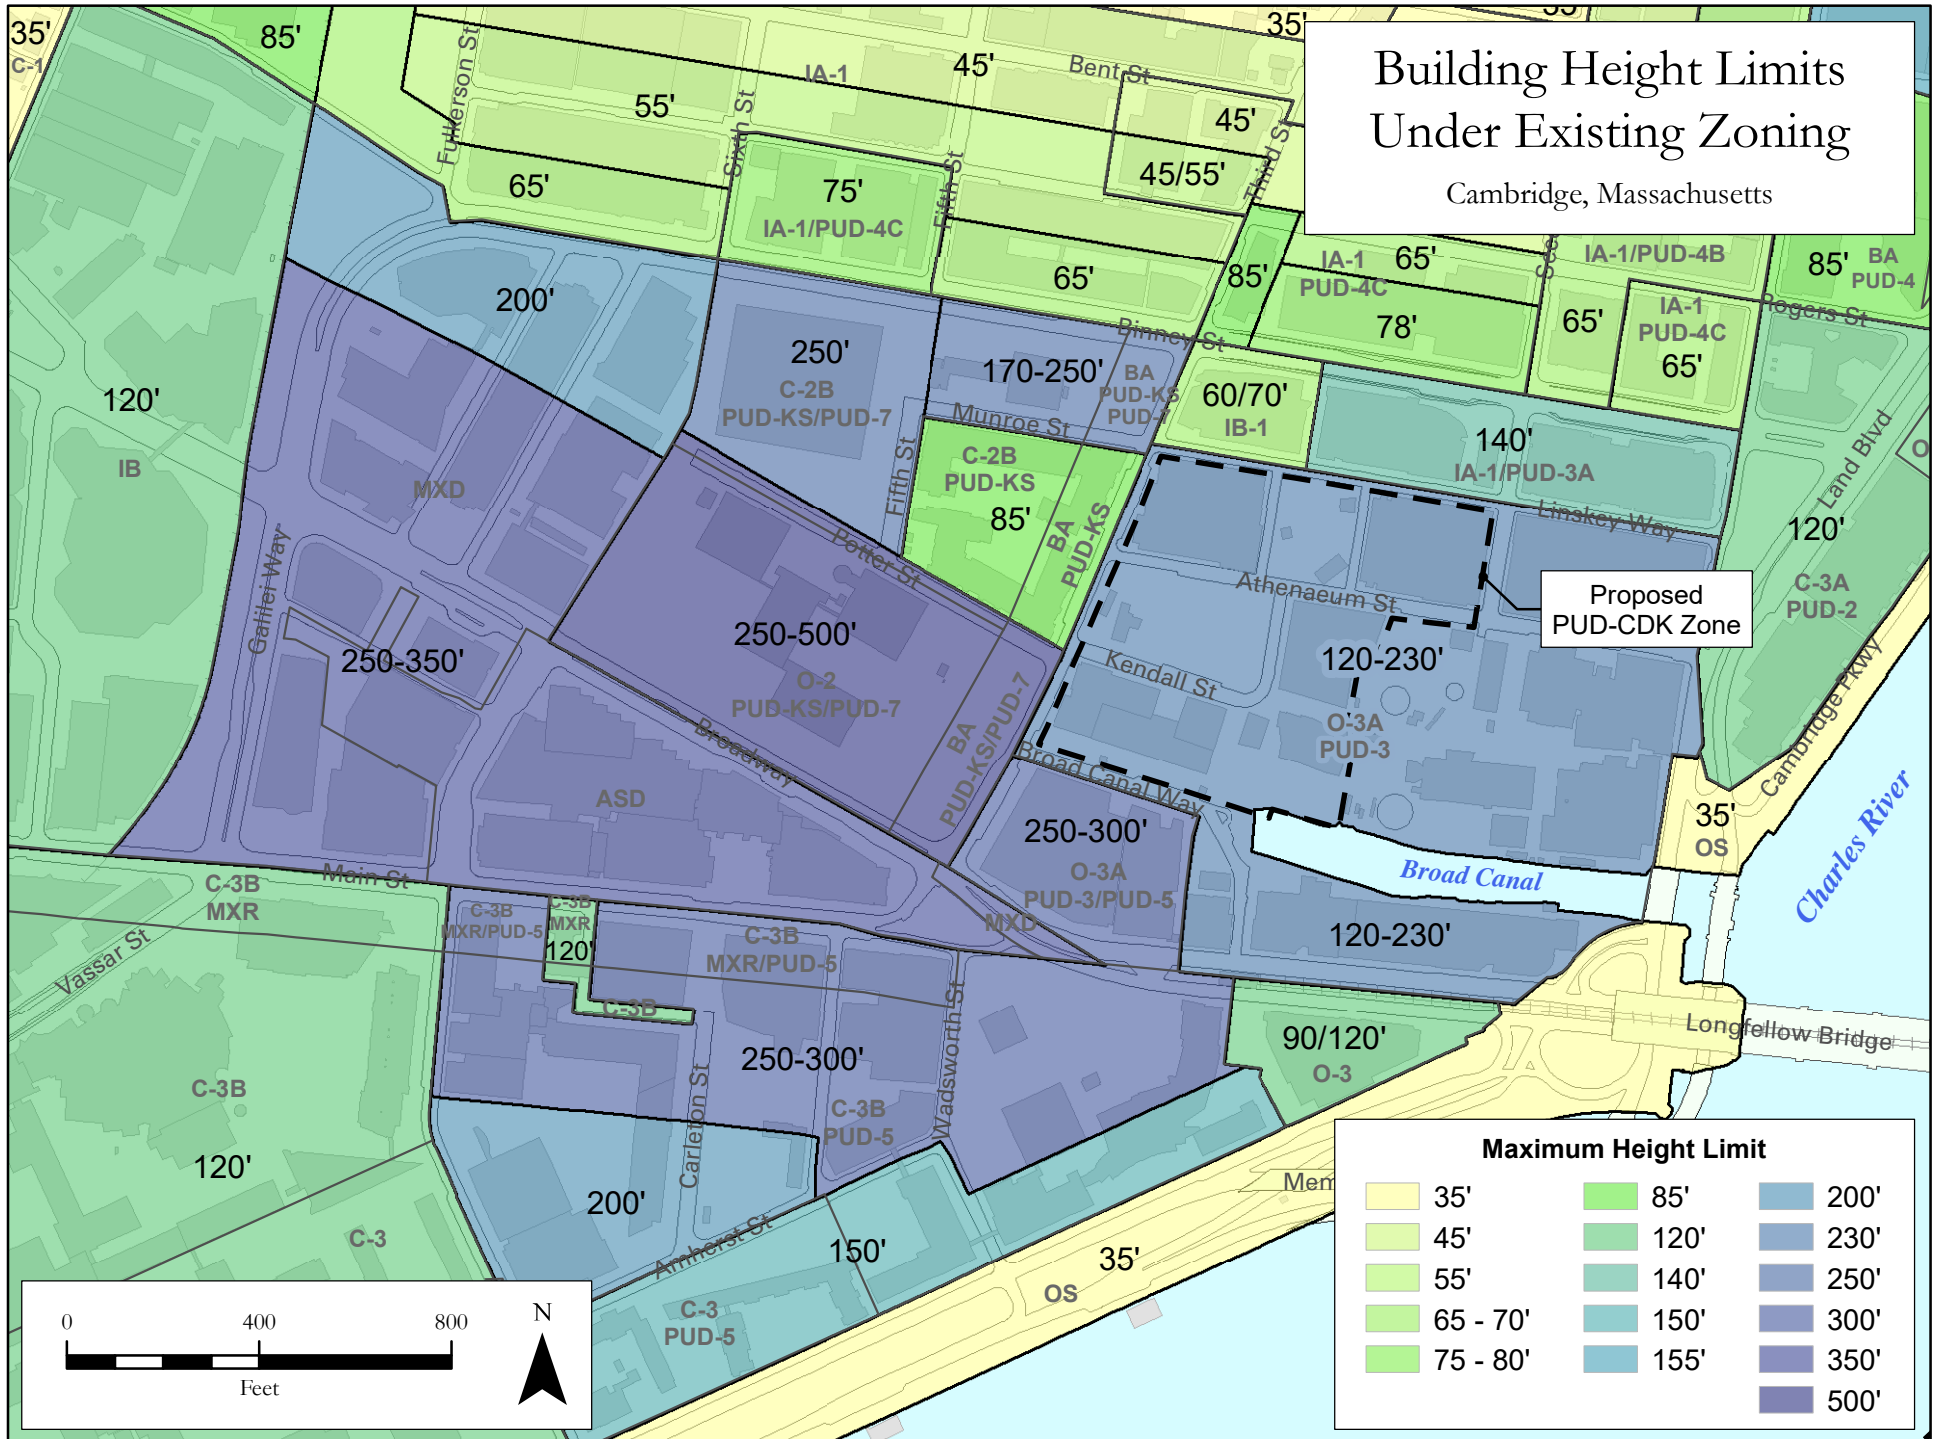 Building Height Limits
Under Existing Zoning
Cambridge, Massachusetts
35'
C-1
85'
Fulkerson St
55'
IA-1
45'
Bent St
35'
Sixth St
65'
75'
IA-1/PUD-4C
Fifth St
45'
45/55'
Third St
65'
85'
IA-1
PUD-4C
65'
78'
IA-1/PUD-4B
65'
IA-1
PUD-4C
65'
85'
BA
PUD-4
Rogers St
200'
250'
C-2B
PUD-KS/PUD-7
170-250'
BA
PUD-KS
PUD-7
Binney St
Munroe St
60/70'
IB-1
140'
IA-1/PUD-3A
Linskey Way
Land Blvd
120'
IB
MXD
Fifth St
C-2B
PUD-KS
85'
BA
PUD-KS
Potter St
Athenaeum St
120'
C-3A
PUD-2
Proposed
PUD-CDK Zone
Galilei Way
250-350'
250-500'
O-2
PUD-KS/PUD-7
BA
PUD-KS/PUD-7
Kendall St
120-230'
O-3A
PUD-3
Cambridge Pkwy
Broadway
ASD
Broad Canal Way
250-300'
O-3A
PUD-3/PUD-5
35'
OS
Broad Canal
Charles River
Main St
C-3B
MXR
C-3B
MXR/PUD-5
C-3B
MXR
120'
C-3B
C-3B
MXR/PUD-5
MXD
120-230'
Vassar St
Wadsworth St
250-300'
C-3B
PUD-5
90/120'
O-3
Longfellow Bridge
C-3B
120'
C-3
Carleton St
200'
Amherst St
150'
C-3
PUD-5
35'
OS
Mem
0 400 800
Feet
N
Maximum Height Limit
35'
45'
55'
65 - 70'
75 - 80'
85'
120'
140'
150'
155'
200'
230'
250'
300'
350'
500'